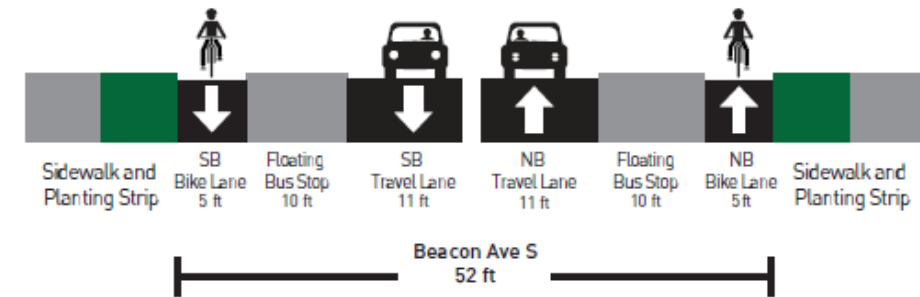 Sidewalk and
Planting Strip
SB
Bike Lane
5 ft
Floating
Bus Stop
10 ft
SB
Travel Lane
11 ft
NB
Travel Lane
11 ft
Floating
Bus Stop
10 ft
NB
Bike Lane
5 ft
Sidewalk and
Planting Strip
Beacon Ave S
52 ft